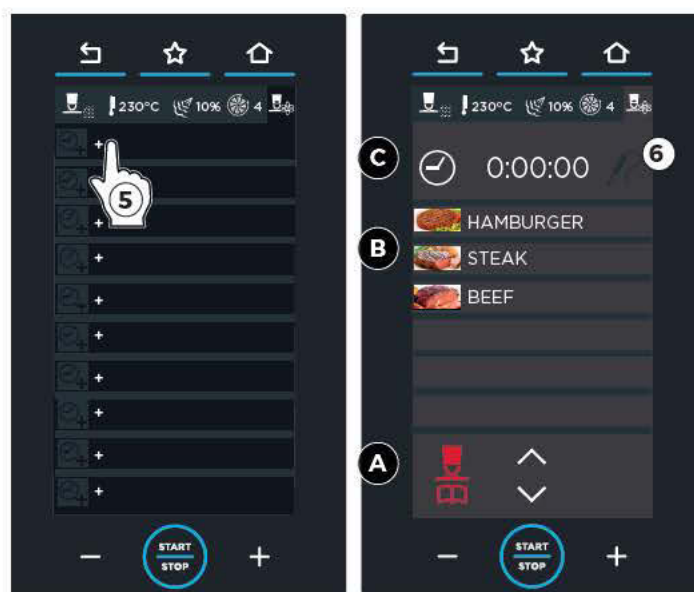 230°C 10% 4
+
5
+
+
+
+
+
+
+
+
START
STOP
− +
230°C 10% 4
C 0:00:00 6
HAMBURGER
B STEAK
BEEF
A
START
STOP
− +